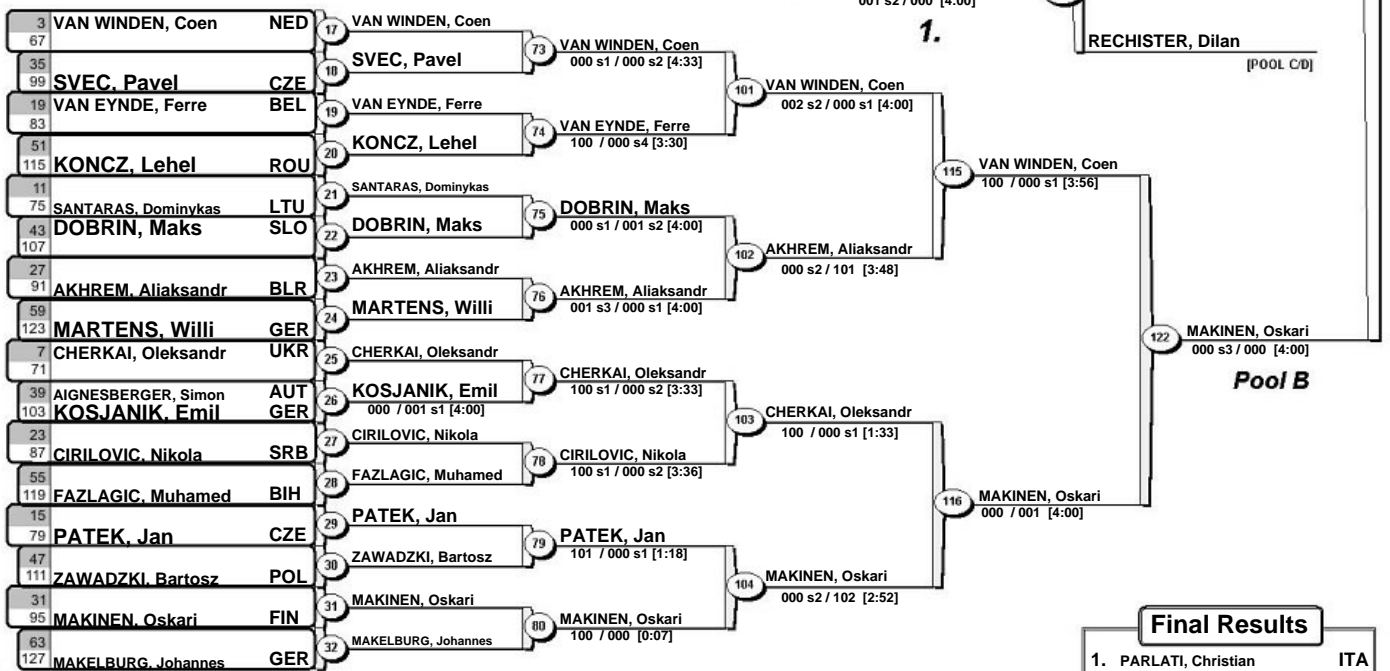 001 s2 / 000 [4:00]
1.
RECHISTER, Dilan
[POOL C/D]
3 VAN WINDEN, Coen NED
67
35
99 SVEC, Pavel CZE
19 VAN EYNDE, Ferre BEL
83
51
115 KONCZ, Lehel ROU
11
75 SANTARAS, Dominykas LTU
43 DOBRIN, Maks SLO
107
27
91 AKHREM, Aliaksandr BLR
59
123 MARTENS, Willi GER
7 CHERKAI, Oleksandr UKR
71
39 AIGNESBERGER, Simon AUT
103 KOSJANIK, Emil GER
23
87 CIRILOVIC, Nikola SRB
55
119 FAZLAGIC, Muhamed BIH
15
79 PATEK, Jan CZE
47
111 ZAWADZKI, Bartosz POL
31
95 MAKINEN, Oskari FIN
63
127 MAKELBURG, Johannes GER
17 VAN WINDEN, Coen
18 SVEC, Pavel
19 VAN EYNDE, Ferre
20 KONCZ, Lehel
21 SANTARAS, Dominykas
22 DOBRIN, Maks
23 AKHREM, Aliaksandr
24 MARTENS, Willi
25 CHERKAI, Oleksandr
26 KOSJANIK, Emil
000 / 001 s1 [4:00]
27 CIRILOVIC, Nikola
28 FAZLAGIC, Muhamed
29 PATEK, Jan
30 ZAWADZKI, Bartosz
31 MAKINEN, Oskari
32 MAKELBURG, Johannes
73 VAN WINDEN, Coen
000 s1 / 000 s2 [4:33]
74 VAN EYNDE, Ferre
100 / 000 s4 [3:30]
75 DOBRIN, Maks
000 s1 / 001 s2 [4:00]
76 AKHREM, Aliaksandr
001 s3 / 000 s1 [4:00]
77 CHERKAI, Oleksandr
100 s1 / 000 s2 [3:33]
78 CIRILOVIC, Nikola
100 s1 / 000 s2 [3:36]
79 PATEK, Jan
101 / 000 s1 [1:18]
80 MAKINEN, Oskari
100 / 000 [0:07]
101 VAN WINDEN, Coen
002 s2 / 000 s1 [4:00]
102 AKHREM, Aliaksandr
000 s2 / 101 [3:48]
103 CHERKAI, Oleksandr
100 / 000 s1 [1:33]
104 MAKINEN, Oskari
000 s2 / 102 [2:52]
115 VAN WINDEN, Coen
100 / 000 s1 [3:56]
116 MAKINEN, Oskari
000 / 001 [4:00]
122 MAKINEN, Oskari
000 s3 / 000 [4:00]
Pool B
Final Results
1. PARLATI, Christian ITA